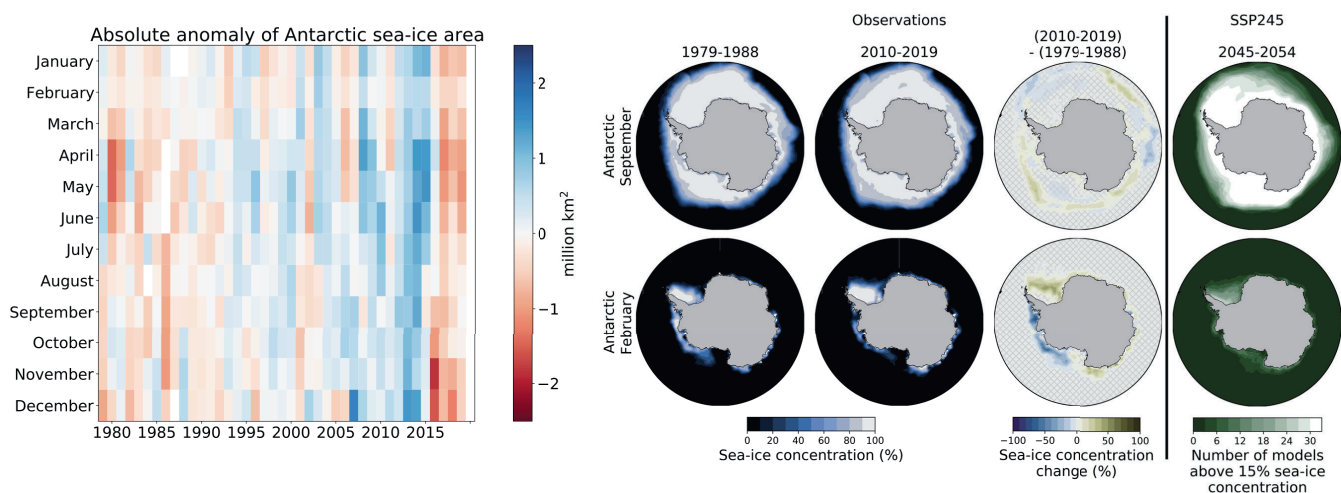 Absolute anomaly of Antarctic sea-ice area
January
February
March
April
May
June
July
August
September
October
November
December
1980 1985 1990 1995 2000 2005 2010 2015
2
1
0
−1
−2
million km²
Observations
SSP245
1979-1988
2010-2019
(2010-2019)
- (1979-1988)
2045-2054
Antarctic
September
Antarctic
February
0 20 40 60 80 100
Sea-ice concentration (%)
−100 −50 0 50 100
Sea-ice concentration
change (%)
0 6 12 18 24 30
Number of models
above 15% sea-ice
concentration